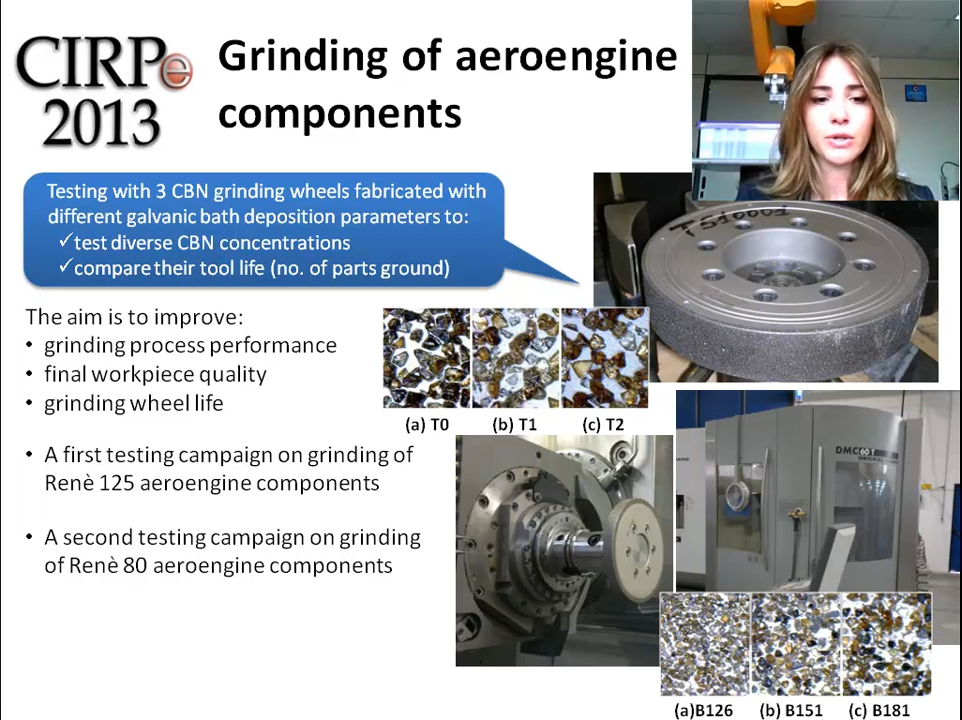 CIRPe
2013
Grinding of aeroengine
components
Testing with 3 CBN grinding wheels fabricated with
different galvanic bath deposition parameters to:
✓test diverse CBN concentrations
✓compare their tool life (no. of parts ground)
The aim is to improve:
• grinding process performance
• final workpiece quality
• grinding wheel life
• A first testing campaign on grinding of
Renè 125 aeroengine components
• A second testing campaign on grinding
of Renè 80 aeroengine components
(a) T0 (b) T1 (c) T2
DMC60T
(a)B126 (b) B151 (c) B181